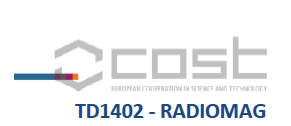 cost
EUROPEAN COOPERATION IN SCIENCE AND TECHNOLOGY
TD1402 - RADIOMAG